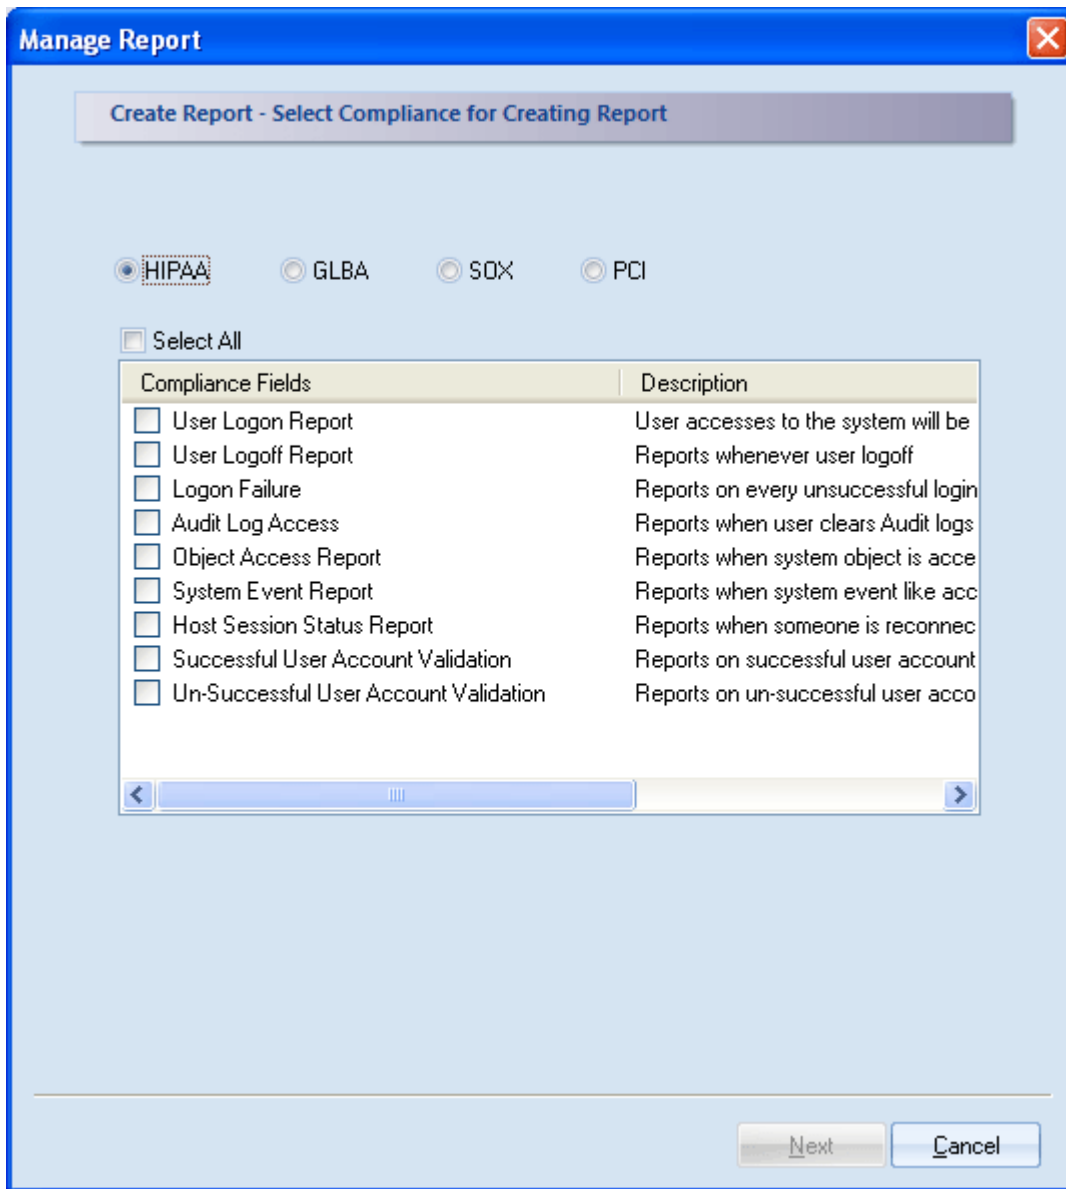 Manage Report
Create Report - Select Compliance for Creating Report
HIPAA GLBA SOX PCI
Select All
Compliance Fields Description
User Logon Report User accesses to the system will be
User Logoff Report Reports whenever user logoff
Logon Failure Reports on every unsuccessful login
Audit Log Access Reports when user clears Audit logs
Object Access Report Reports when system object is acce
System Event Report Reports when system event like acc
Host Session Status Report Reports when someone is reconnec
Successful User Account Validation Reports on successful user account
Un-Successful User Account Validation Reports on un-successful user acco
Next Cancel